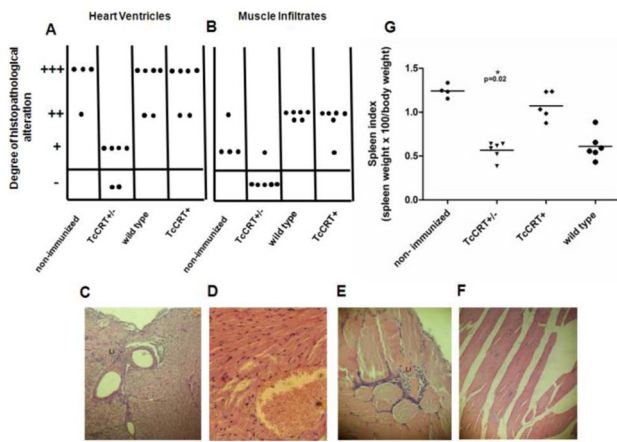 A
Heart Ventricles
B
Muscle Infiltrates
Degree of histopathological
alteration
+++
++
+
-
non-immunized
TcCRT+/-
wild type
TcCRT+
non-immunized
TcCRT+/-
wild type
TcCRT+
G
Spleen index
(spleen weight x 100/body weight)
1.5
1.0
0.5
0.0
*
p=0.02
non- immunized
TcCRT+/-
TcCRT+
wild type
C
D
E
F